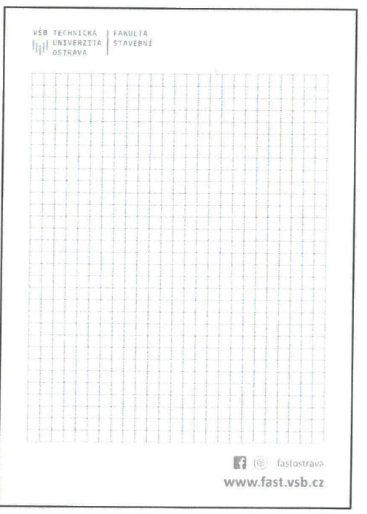 VŠB TECHNICKÁ
UNIVERZITA
OSTRAVA
FAKULTA
STAVEBNÍ
fastostrava
www.fast.vsb.cz